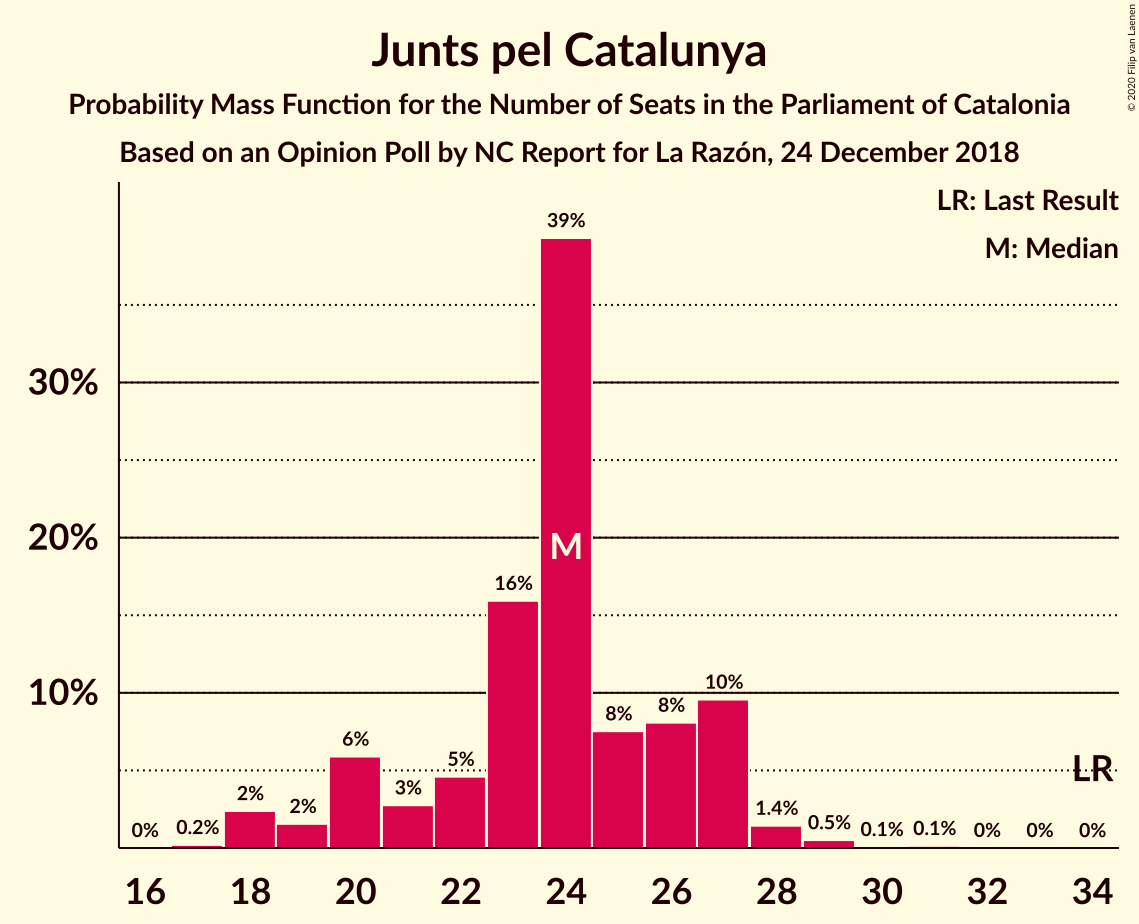 Junts pel Catalunya
Probability Mass Function for the Number of Seats in the Parliament of Catalonia
Based on an Opinion Poll by NC Report for La Razón, 24 December 2018
© 2020 Filip van Laenen
LR: Last Result
M: Median
39%
30%
20%
M
16%
10%
10%
8%
8%
6%
5%
LR
3%
2%
2%
1.4%
0.5%
0%
0.2%
0.1%
0.1%
0%
0%
0%
16 18 20 22 24 26 28 30 32 34